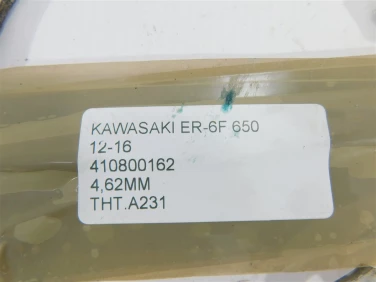 KAWASAKI ER-6F 650
12-16
410800162
4,62MM
THT.A231